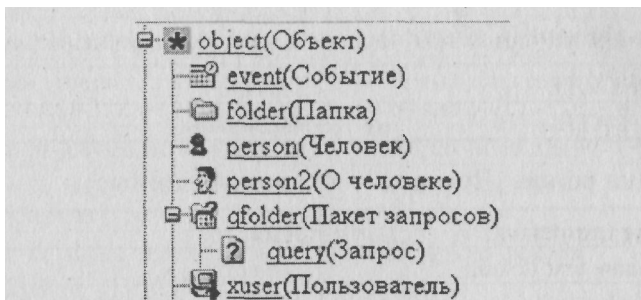 object(Объект)
event(Событие)
folder(Папка)
person(Человек)
person2(О человеке)
qfolder(Пакет запросов)
query(Запрос)
xuser(Пользователь)